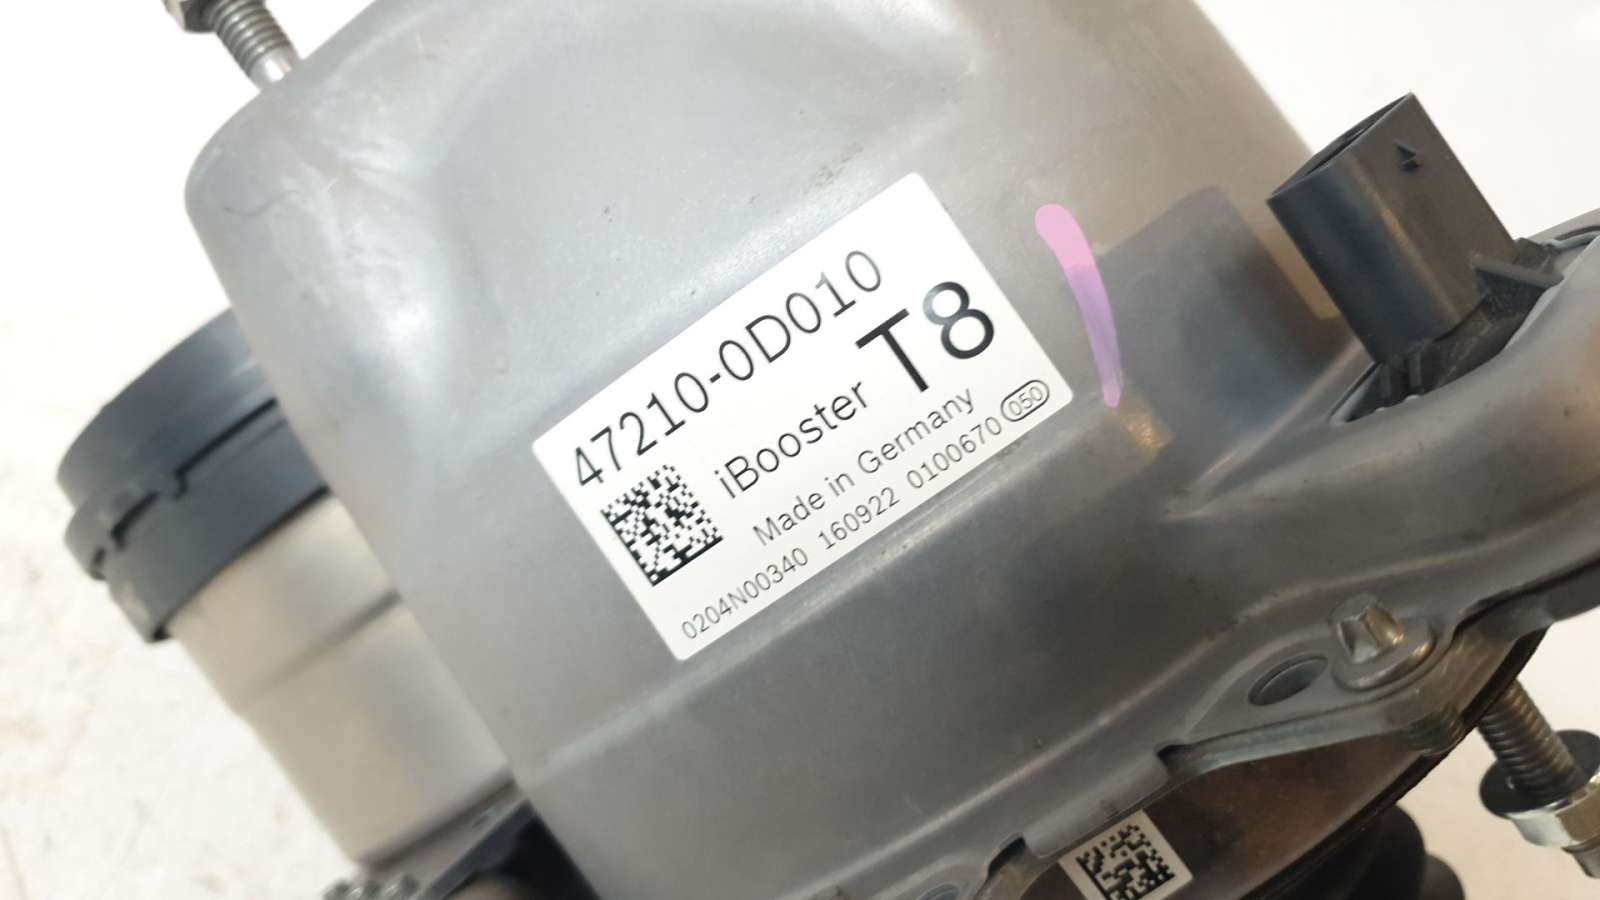 47210-0D010
iBooster T8
Made in Germany
0204N00340 160922 0100670 050